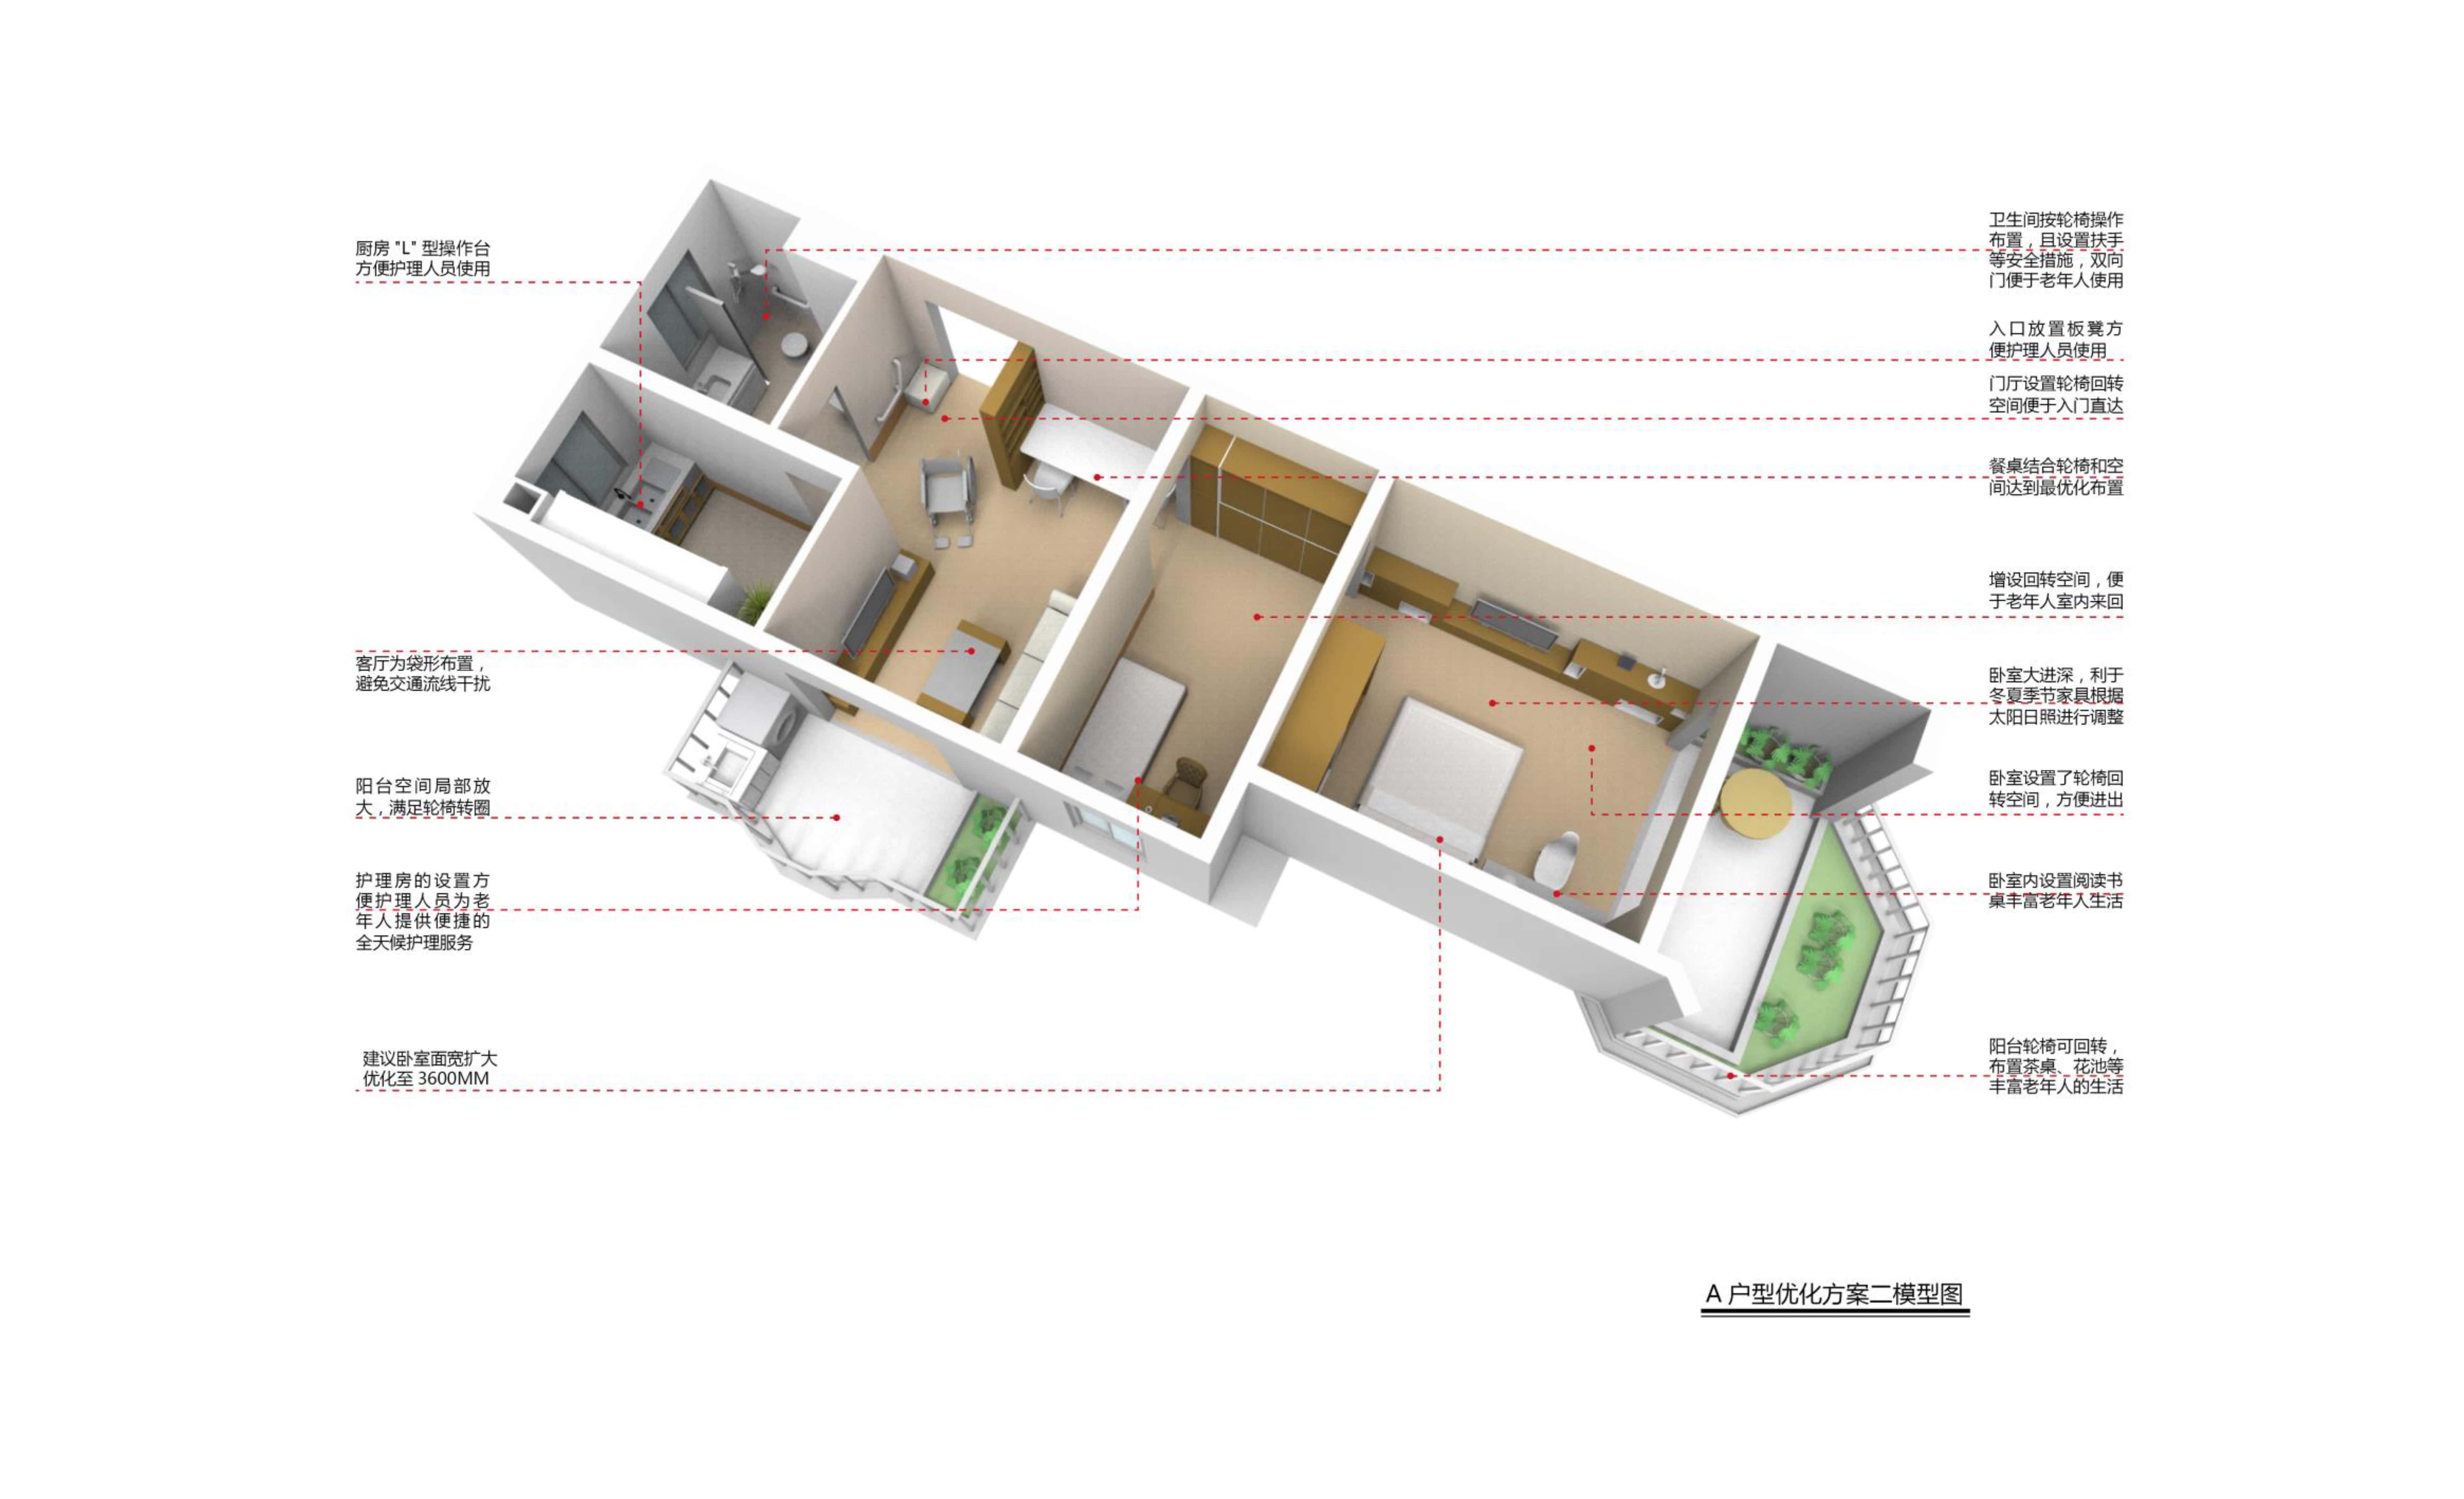 厨房 "L" 型操作台
方便护理人员使用
客厅为袋形布置，
避免交通流线干扰
阳台空间局部放
大，满足轮椅转圈
护理房的设置方
便护理人员为老
年人提供便捷的
全天候护理服务
建议卧室面宽扩大
优化至 3600MM
卫生间按轮椅操作
布置，且设置扶手
等安全措施，双向
门便于老年人使用
入口放置板凳方
便护理人员使用
门厅设置轮椅回转
空间便于入门直达
餐桌结合轮椅和空
间达到最优化布置
增设回转空间，便
于老年人室内来回
卧室大进深，利于
冬夏季节家具根据
太阳日照进行调整
卧室设置了轮椅回
转空间，方便进出
卧室内设置阅读书
桌丰富老年人生活
阳台轮椅可回转，
布置茶桌、花池等
丰富老年人的生活
A 户型优化方案二模型图